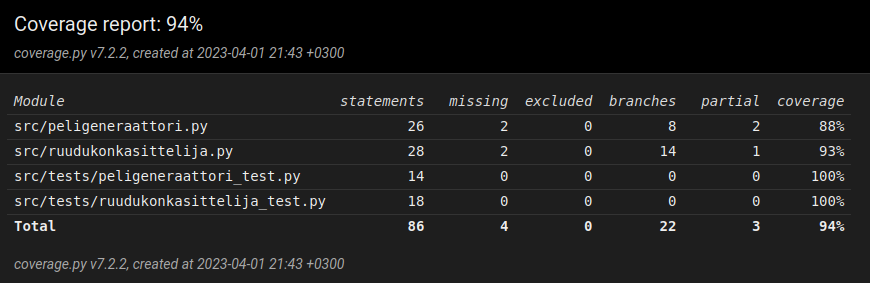 Coverage report: 94%
coverage.py v7.2.2, created at 2023-04-01 21:43 +0300
Module statements missing excluded branches partial coverage
src/peligeneraattori.py 26 2 0 8 2 88%
src/ruudukonkasittelija.py 28 2 0 14 1 93%
src/tests/peligeneraattori_test.py 14 0 0 0 0 100%
src/tests/ruudukonkasittelija_test.py 18 0 0 0 0 100%
Total 86 4 0 22 3 94%
coverage.py v7.2.2, created at 2023-04-01 21:43 +0300